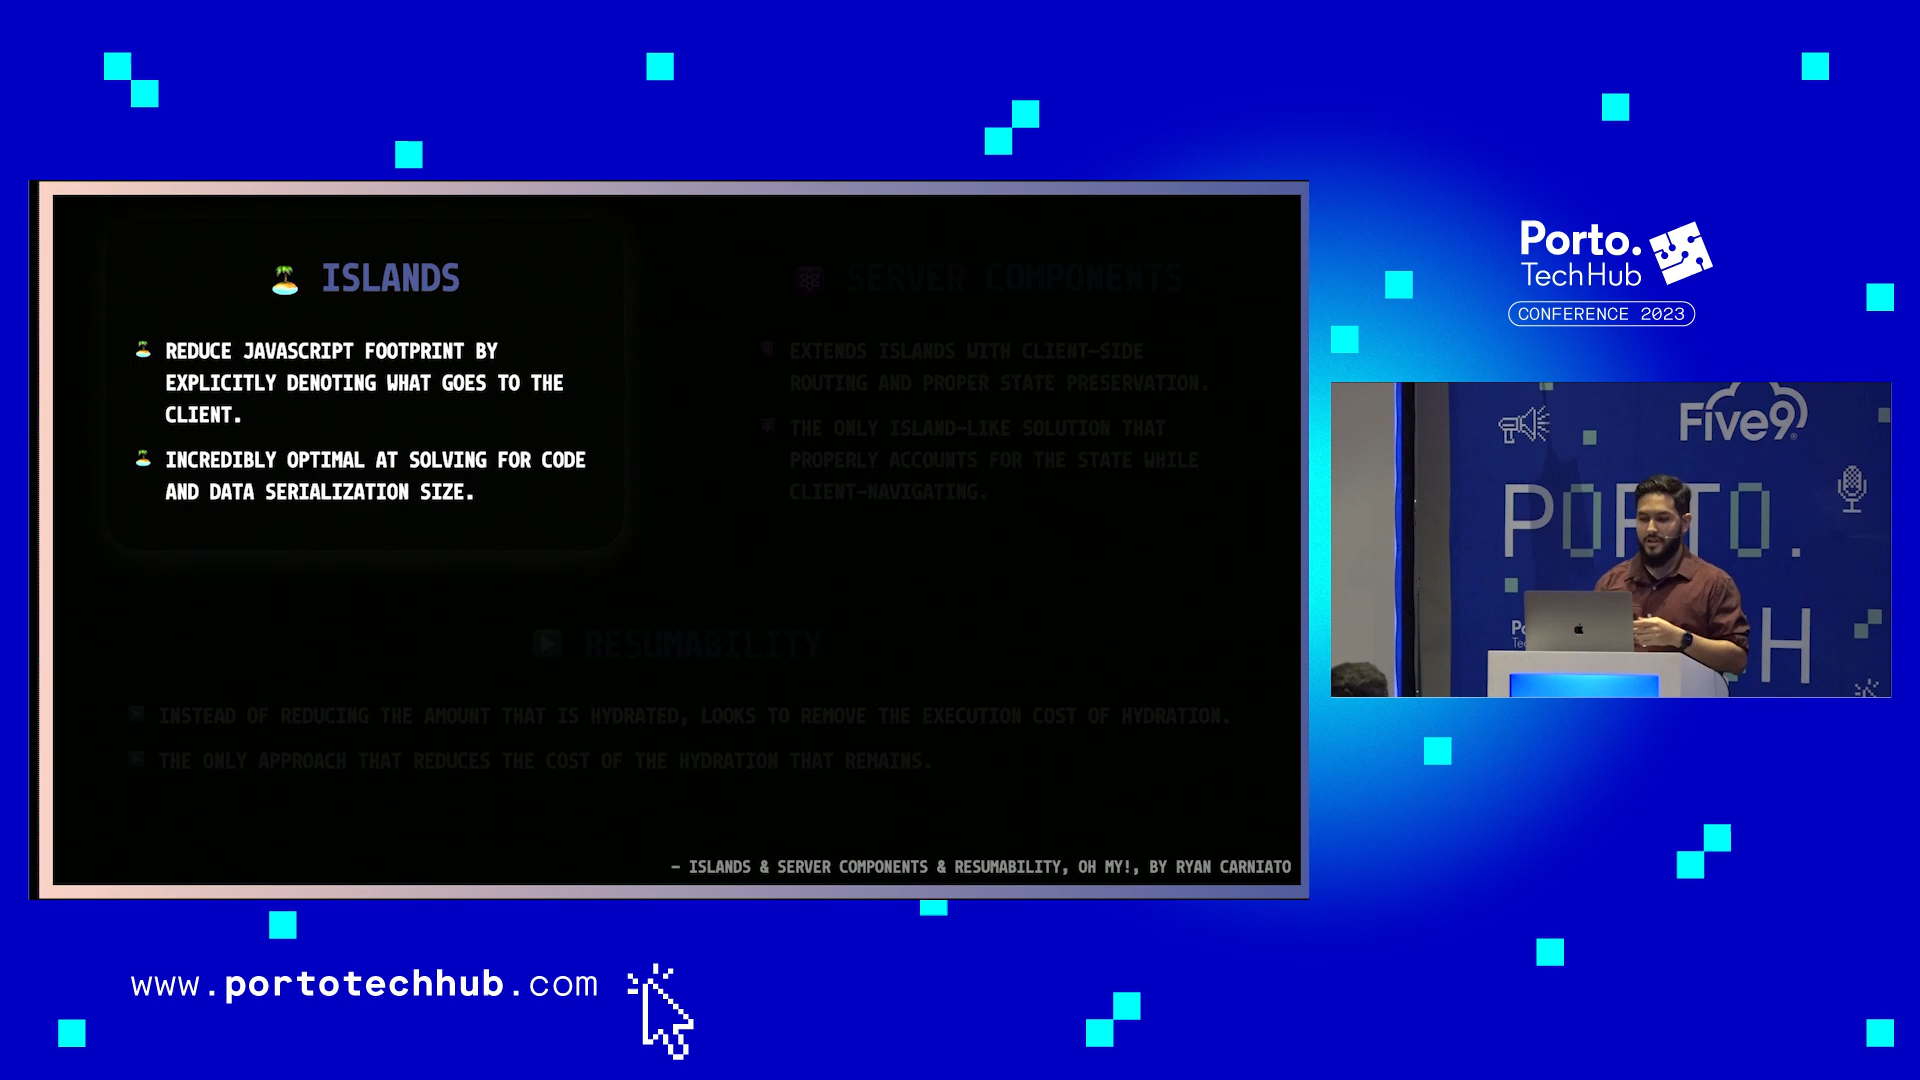 ISLANDS
REDUCE JAVASCRIPT FOOTPRINT BY
EXPLICITLY DENOTING WHAT GOES TO THE
CLIENT.
INCREDIBLY OPTIMAL AT SOLVING FOR CODE
AND DATA SERIALIZATION SIZE.
SERVER COMPONENTS
EXTENDS ISLANDS WITH CLIENT-SIDE
ROUTING AND PROPER STATE PRESERVATION.
THE ONLY ISLAND-LIKE SOLUTION THAT
PROPERLY ACCOUNTS FOR THE STATE WHILE
CLIENT-NAVIGATING.
RESUMABILITY
INSTEAD OF REDUCING THE AMOUNT THAT IS HYDRATED, LOOKS TO REMOVE THE EXECUTION COST OF HYDRATION.
THE ONLY APPROACH THAT REDUCES THE COST OF THE HYDRATION THAT REMAINS.
– ISLANDS & SERVER COMPONENTS & RESUMABILITY, OH MY!, BY RYAN CARNIATO
Porto.
TechHub
CONFERENCE 2023
Five9
PORTO.
H
www.portotechhub.com